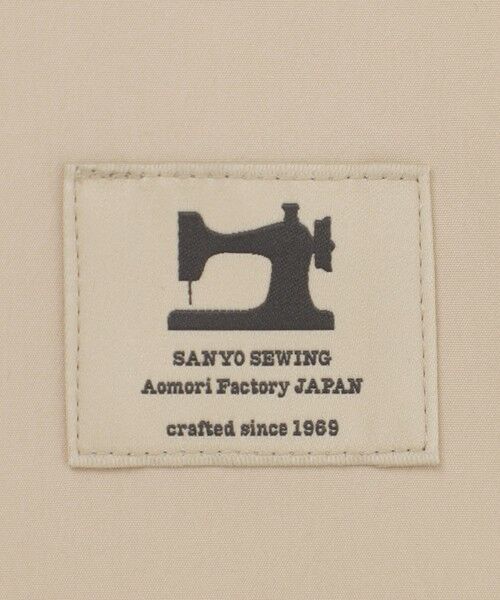 SANYO SEWING
Aomori Factory JAPAN
crafted since 1969